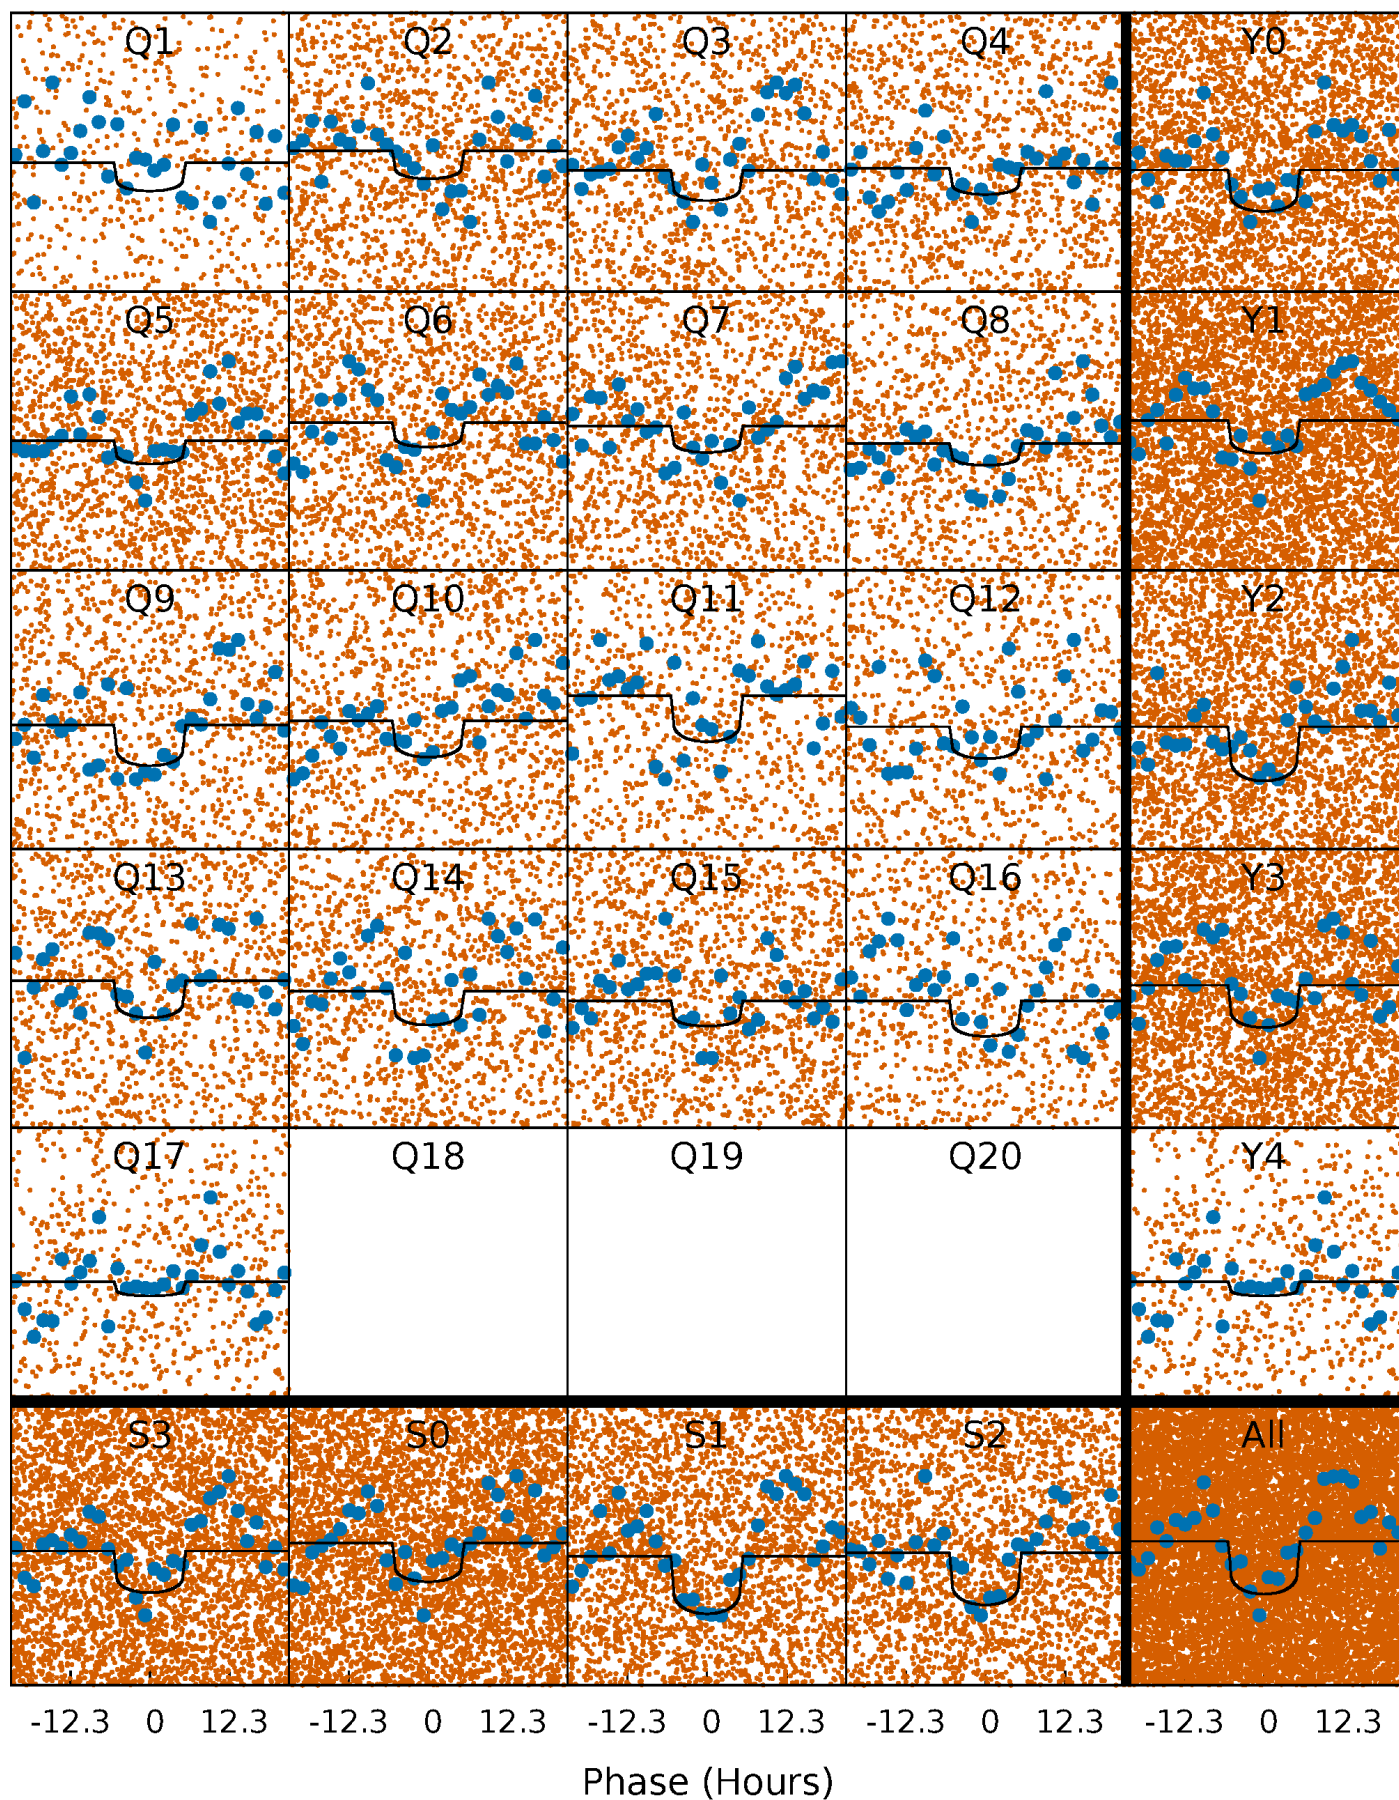 Q1 Q2 Q3 Q4 Y0
Q5 Q6 Q7 Q8 Y1
Q9 Q10 Q11 Q12 Y2
Q13 Q14 Q15 Q16 Y3
Q17 Q18 Q19 Q20 Y4
S3 S0 S1 S2 All
-12.3 0 12.3 -12.3 0 12.3 -12.3 0 12.3 -12.3 0 12.3 -12.3 0 12.3
Phase (Hours)